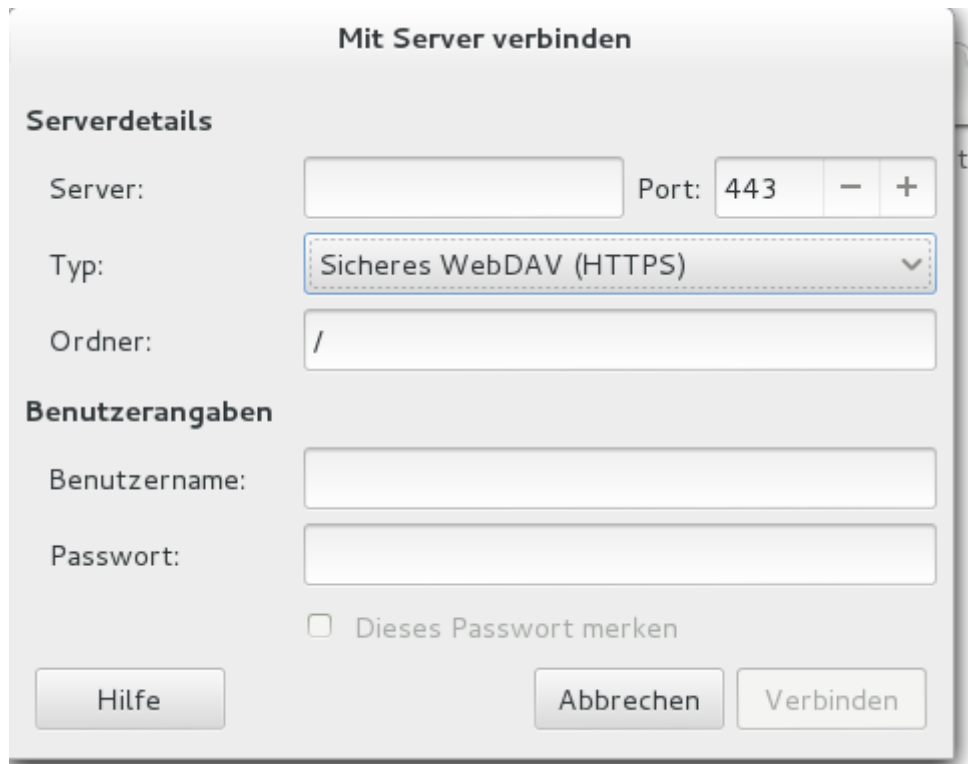 Mit Server verbinden
Serverdetails
Server: Port: 443 − +
Typ: Sicheres WebDAV (HTTPS)
Ordner: /
Benutzerangaben
Benutzername:
Passwort:
Dieses Passwort merken
Hilfe Abbrechen Verbinden